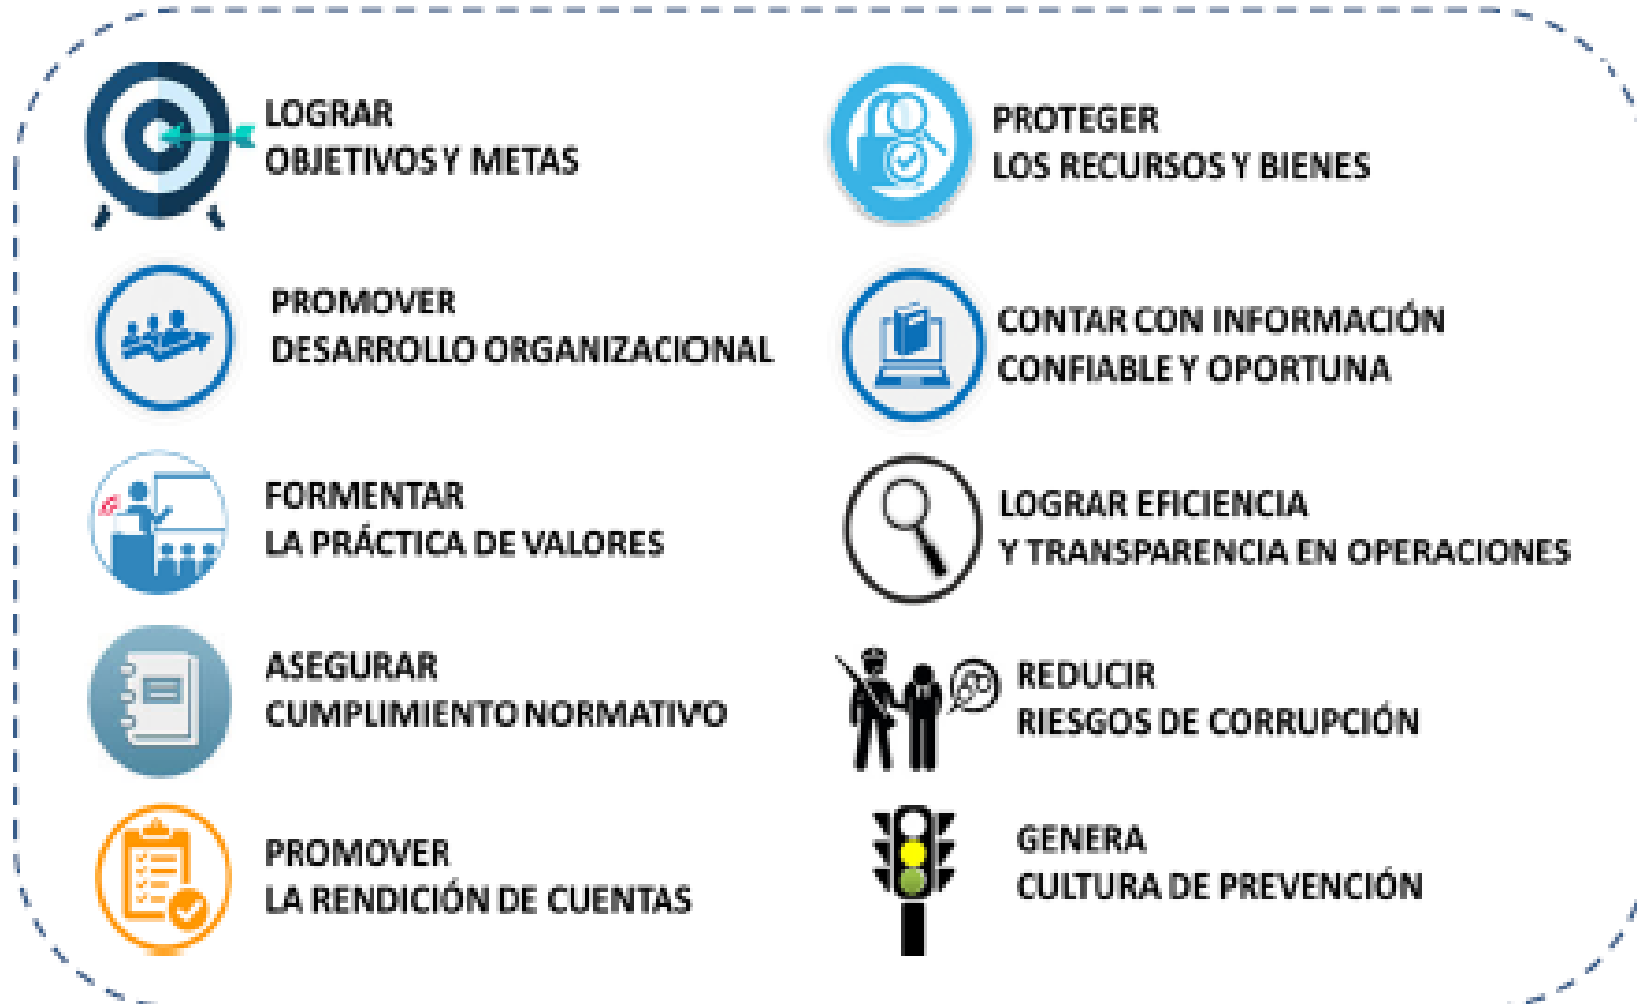 LOGRAR
OBJETIVOS Y METAS
PROMOVER
DESARROLLO ORGANIZACIONAL
FORMENTAR
LA PRÁCTICA DE VALORES
ASEGURAR
CUMPLIMIENTO NORMATIVO
PROMOVER
LA RENDICIÓN DE CUENTAS
PROTEGER
LOS RECURSOS Y BIENES
CONTAR CON INFORMACIÓN
CONFIABLE Y OPORTUNA
LOGRAR EFICIENCIA
Y TRANSPARENCIA EN OPERACIONES
REDUCIR
RIESGOS DE CORRUPCIÓN
GENERA
CULTURA DE PREVENCIÓN